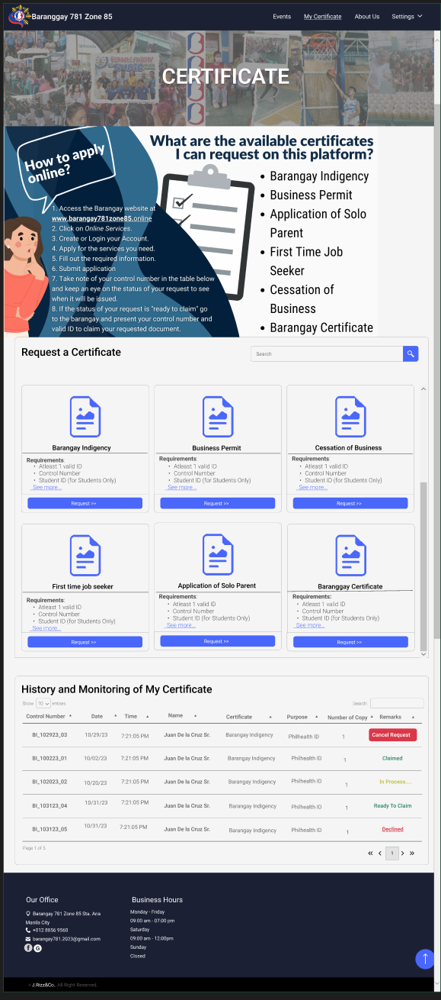 Baranggay 781 Zone 85
Events My Certificate About Us Settings
CERTIFICATE
How to apply
online?
1. Access the Barangay website at
www.barangay781zone85.online
2. Click on Online Services.
3. Create or Login your Account.
4. Apply for the services you need.
5. Fill out the required information.
6. Submit application
7. Take note of your control number in the table below
and keep an eye on the status of your request to see
when it will be issued.
8. If the status of your request is "ready to claim" go
to the barangay and present your control number and
valid ID to claim your requested document.
What are the available certificates
I can request on this platform?
• Barangay Indigency
• Business Permit
• Application of Solo
Parent
• First Time Job
Seeker
• Cessation of
Business
• Barangay Certificate
Request a Certificate
Search
Barangay Indigency
Requirements:
• Atleast 1 valid ID
• Control Number
• Student ID (for Students Only)
See more...
Request >>
Business Permit
Requirements:
• Atleast 1 valid ID
• Control Number
• Student ID (for Students Only)
See more...
Request >>
Cessation of Business
Requirements:
• Atleast 1 valid ID
• Control Number
• Student ID (for Students Only)
See more...
Request >>
First time job seeker
Requirements:
• Atleast 1 valid ID
• Control Number
• Student ID (for Students Only)
See more...
Request >>
Application of Solo Parent
Requirements:
• Atleast 1 valid ID
• Control Number
• Student ID (for Students Only)
See more...
Request >>
Baranggay Certificate
Requirements:
• Atleast 1 valid ID
• Control Number
• Student ID (for Students Only)
See more...
Request >>
History and Monitoring of My Certificate
Show 10 entries Search:
Control Number Date Time Name Certificate Purpose Number of Copy Remarks
BI_102923_03 10/29/23 7:21:05 PM Juan De la Cruz Sr. Barangay Indigency Philhealth ID 1 Cancel Request
BI_100223_01 10/02/23 7:21:05 PM Juan De la Cruz Sr. Barangay Indigency Philhealth ID 1 Claimed
BI_102023_02 10/20/23 7:21:05 PM Juan De la Cruz Sr. Barangay Indigency Philhealth ID 1 In Process....
BI_103123_04 10/31/23 7:21:05 PM Juan De la Cruz Sr. Barangay Indigency Philhealth ID 1 Ready To Claim
BI_103123_05 10/31/23 7:21:05 PM Juan De la Cruz Sr. Barangay Indigency Philhealth ID 1 Declined
Page 1 of 5
« < 1 > »
Our Office
Barangay 781 Zone 85 Sta. Ana
Manila City
+012 8856 9560
barangay781.2023@gmail.com
Business Hours
Monday - Friday
09:00 am - 07:00 pm
Saturday
09:00 am - 12:00pm
Sunday
Closed
J.Rizz&Co. All Right Reserved.